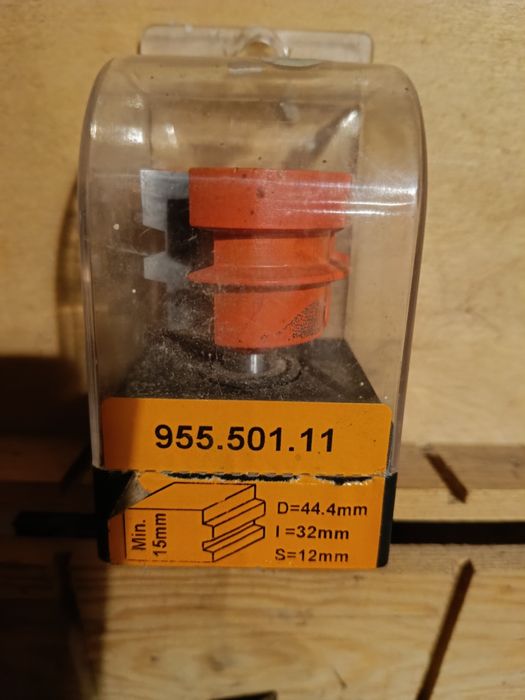 955.501.11
Min.
15mm
D=44.4mm
I =32mm
S=12mm